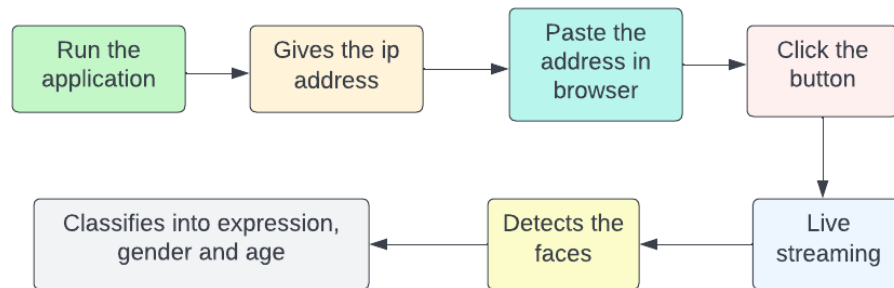 Run the
application
Gives the ip
address
Paste the
address in
browser
Click the
button
Live
streaming
Detects the
faces
Classifies into expression,
gender and age